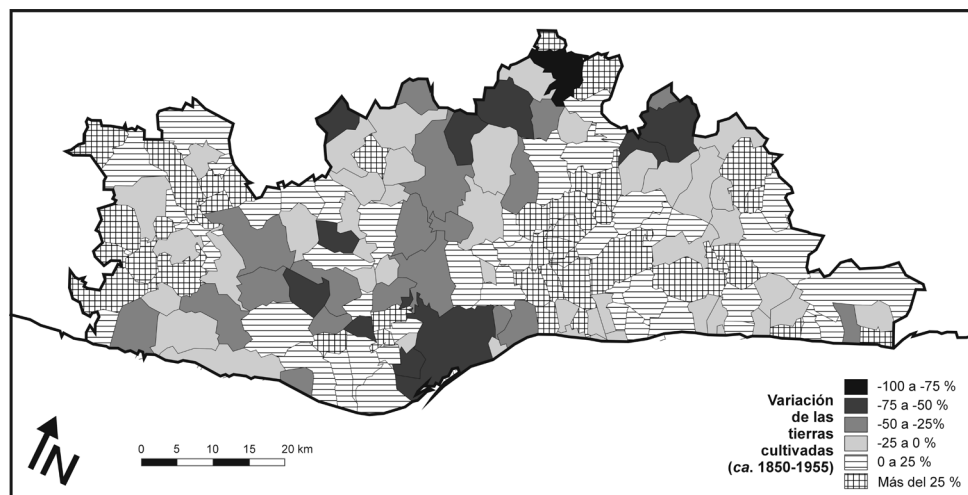 Variación
de las
tierras
cultivadas
(ca. 1850-1955)
-100 a -75 %
-75 a -50 %
-50 a -25%
-25 a 0 %
0 a 25 %
Más del 25 %
N
0 5 10 15 20 km